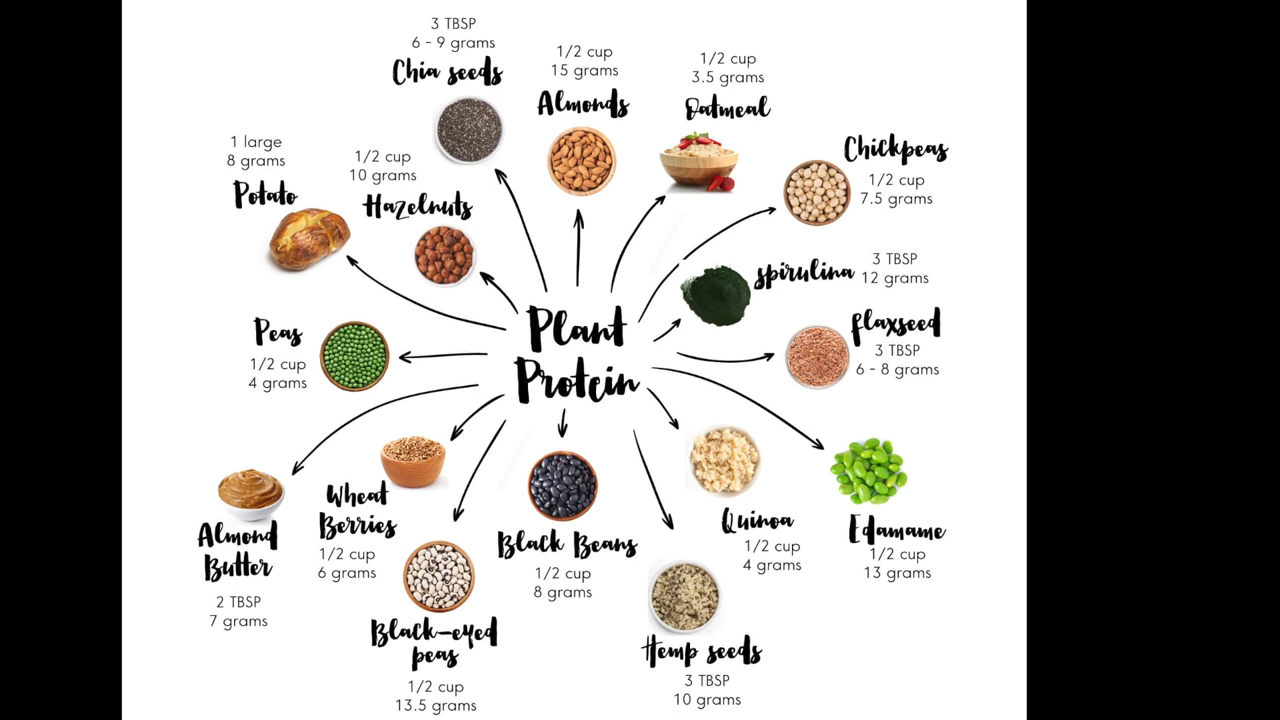 3 TBSP
6 - 9 grams
Chia seeds
1/2 cup
15 grams
Almonds
1/2 cup
3.5 grams
Oatmeal
1 large
8 grams
Potato
1/2 cup
10 grams
Hazelnuts
Chickpeas
1/2 cup
7.5 grams
spirulina
3 TBSP
12 grams
Plant
Protein
flaxseed
3 TBSP
6 - 8 grams
Peas
1/2 cup
4 grams
Almond
Butter
2 TBSP
7 grams
Wheat
Berries
1/2 cup
6 grams
Black-eyed
peas
1/2 cup
13.5 grams
Black Beans
1/2 cup
8 grams
Hemp seeds
3 TBSP
10 grams
Quinoa
1/2 cup
4 grams
Edamame
1/2 cup
13 grams